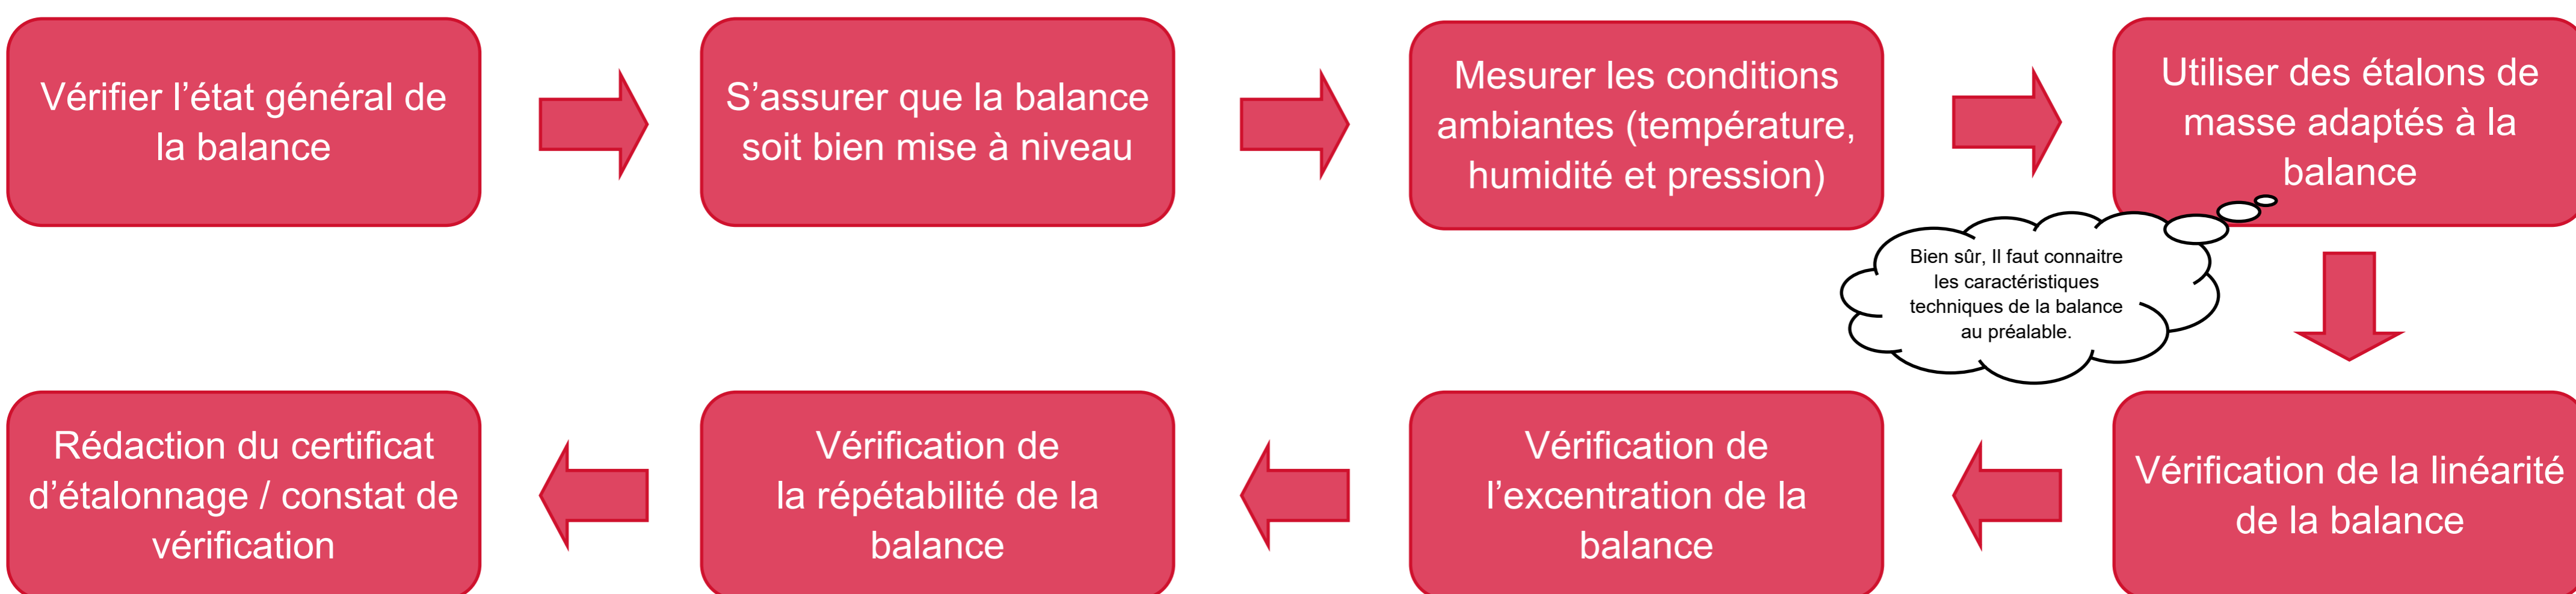 Vérifier l’état général de
la balance
S’assurer que la balance
soit bien mise à niveau
Mesurer les conditions
ambiantes (température,
humidité et pression)
Utiliser des étalons de
masse adaptés à la
balance
Bien sûr, Il faut connaitre
les caractéristiques
techniques de la balance
au préalable.
Vérification de la linéarité
de la balance
Vérification de
l’excentration de la
balance
Vérification de
la répétabilité de la
balance
Rédaction du certificat
d’étalonnage / constat de
vérification